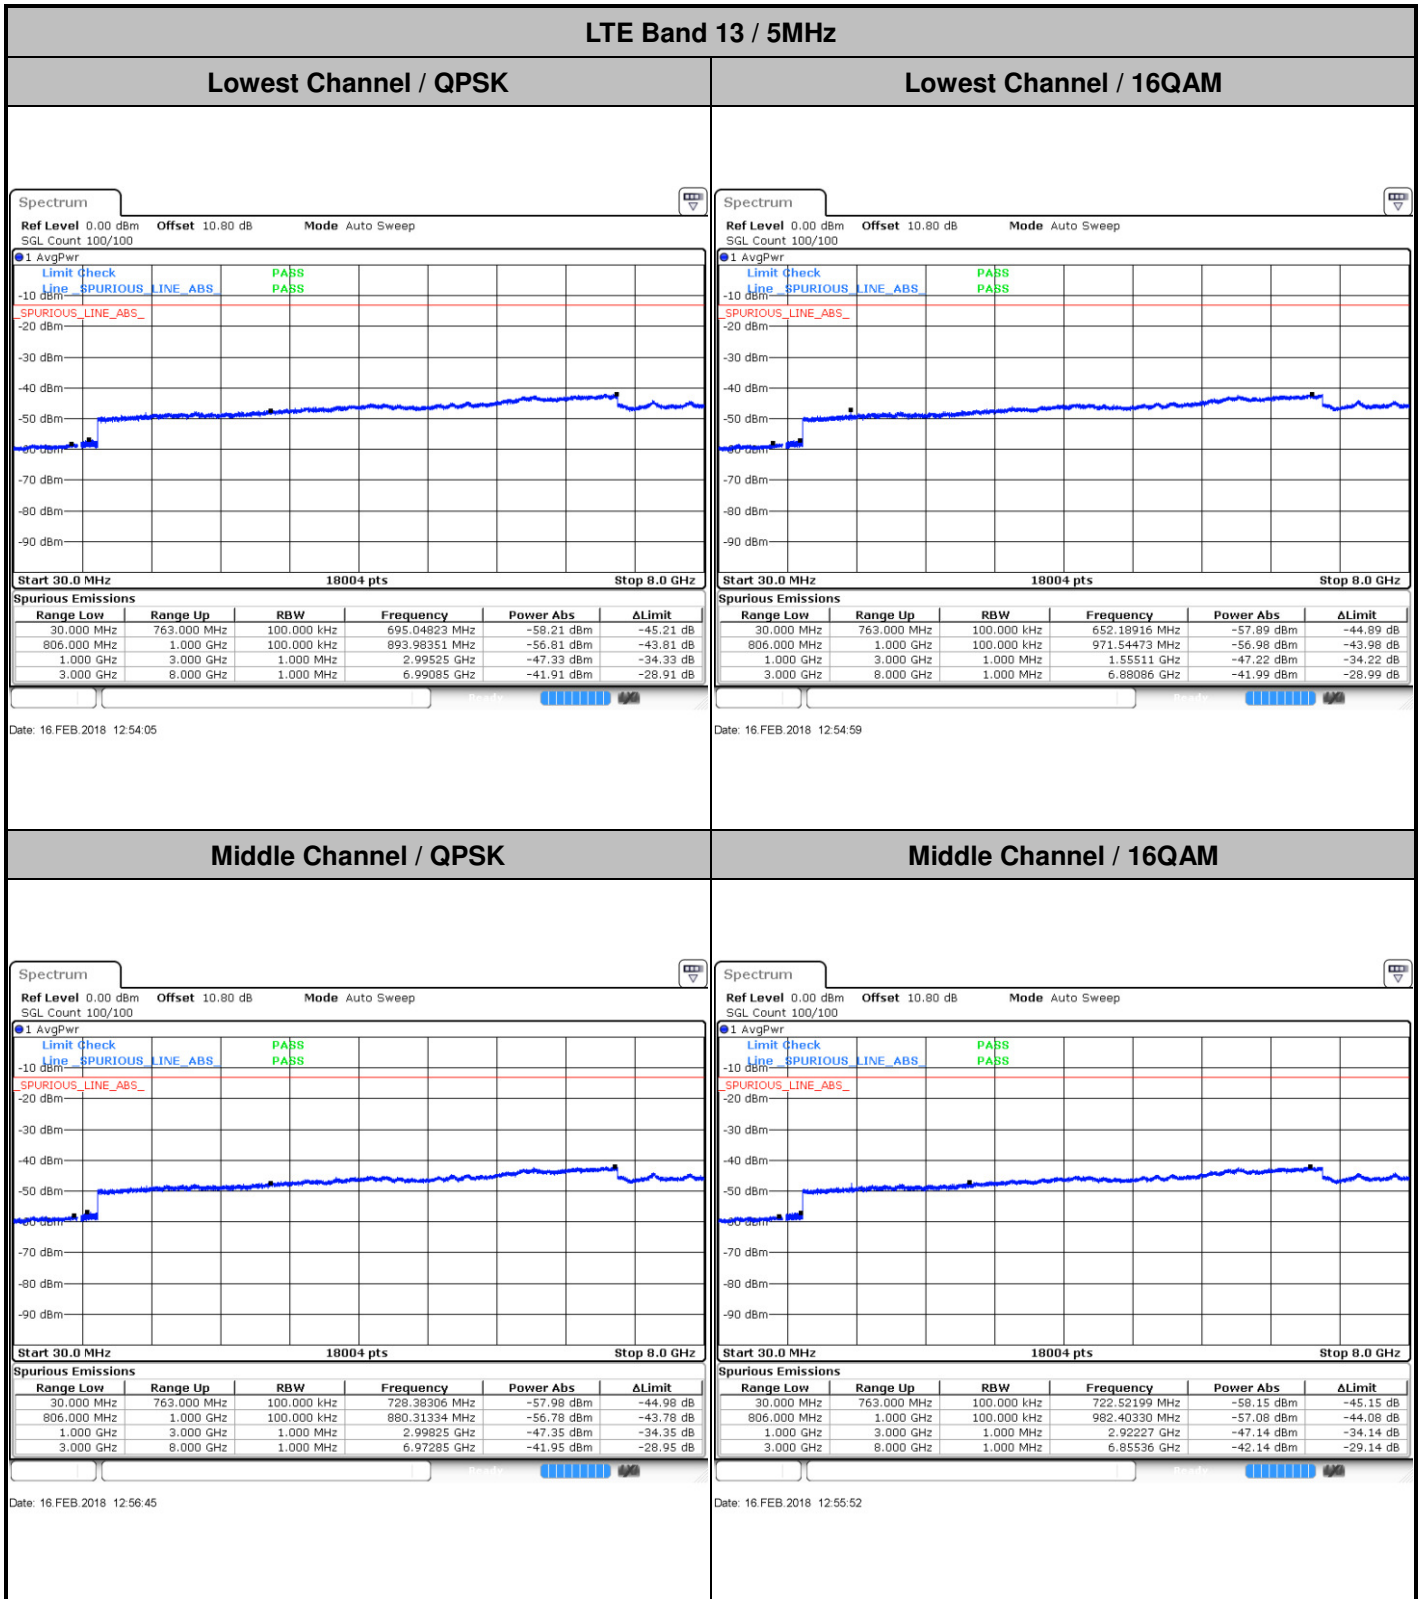 LTE Band 13 / 5MHz
Lowest Channel / QPSK
Lowest Channel / 16QAM
Spectrum
Ref Level 0.00 dBm Offset 10.80 dB Mode Auto Sweep
SGL Count 100/100
1 AvgPwr
Limit Check PASS
Line _SPURIOUS_LINE_ABS_ PASS
-10 dBm
_SPURIOUS_LINE_ABS_
-20 dBm
-30 dBm
-40 dBm
-50 dBm
-60 dBm
-70 dBm
-80 dBm
-90 dBm
Start 30.0 MHz 18004 pts Stop 8.0 GHz
Spurious Emissions
Range Low Range Up RBW Frequency Power Abs ΔLimit
30.000 MHz 763.000 MHz 100.000 kHz 695.04823 MHz -58.21 dBm -45.21 dB
806.000 MHz 1.000 GHz 100.000 kHz 893.98351 MHz -56.81 dBm -43.81 dB
1.000 GHz 3.000 GHz 1.000 MHz 2.99525 GHz -47.33 dBm -34.33 dB
3.000 GHz 8.000 GHz 1.000 MHz 6.99085 GHz -41.91 dBm -28.91 dB
Ready
Date: 16.FEB.2018 12:54:05
Spectrum
Ref Level 0.00 dBm Offset 10.80 dB Mode Auto Sweep
SGL Count 100/100
1 AvgPwr
Limit Check PASS
Line _SPURIOUS_LINE_ABS_ PASS
-10 dBm
_SPURIOUS_LINE_ABS_
-20 dBm
-30 dBm
-40 dBm
-50 dBm
-60 dBm
-70 dBm
-80 dBm
-90 dBm
Start 30.0 MHz 18004 pts Stop 8.0 GHz
Spurious Emissions
Range Low Range Up RBW Frequency Power Abs ΔLimit
30.000 MHz 763.000 MHz 100.000 kHz 652.18916 MHz -57.89 dBm -44.89 dB
806.000 MHz 1.000 GHz 100.000 kHz 971.54473 MHz -56.98 dBm -43.98 dB
1.000 GHz 3.000 GHz 1.000 MHz 1.55511 GHz -47.22 dBm -34.22 dB
3.000 GHz 8.000 GHz 1.000 MHz 6.88086 GHz -41.99 dBm -28.99 dB
Ready
Date: 16.FEB.2018 12:54:59
Middle Channel / QPSK
Middle Channel / 16QAM
Spectrum
Ref Level 0.00 dBm Offset 10.80 dB Mode Auto Sweep
SGL Count 100/100
1 AvgPwr
Limit Check PASS
Line _SPURIOUS_LINE_ABS_ PASS
-10 dBm
_SPURIOUS_LINE_ABS_
-20 dBm
-30 dBm
-40 dBm
-50 dBm
-60 dBm
-70 dBm
-80 dBm
-90 dBm
Start 30.0 MHz 18004 pts Stop 8.0 GHz
Spurious Emissions
Range Low Range Up RBW Frequency Power Abs ΔLimit
30.000 MHz 763.000 MHz 100.000 kHz 728.38306 MHz -57.98 dBm -44.98 dB
806.000 MHz 1.000 GHz 100.000 kHz 880.31334 MHz -56.78 dBm -43.78 dB
1.000 GHz 3.000 GHz 1.000 MHz 2.99825 GHz -47.35 dBm -34.35 dB
3.000 GHz 8.000 GHz 1.000 MHz 6.97285 GHz -41.95 dBm -28.95 dB
Ready
Date: 16.FEB.2018 12:56:45
Spectrum
Ref Level 0.00 dBm Offset 10.80 dB Mode Auto Sweep
SGL Count 100/100
1 AvgPwr
Limit Check PASS
Line _SPURIOUS_LINE_ABS_ PASS
-10 dBm
_SPURIOUS_LINE_ABS_
-20 dBm
-30 dBm
-40 dBm
-50 dBm
-60 dBm
-70 dBm
-80 dBm
-90 dBm
Start 30.0 MHz 18004 pts Stop 8.0 GHz
Spurious Emissions
Range Low Range Up RBW Frequency Power Abs ΔLimit
30.000 MHz 763.000 MHz 100.000 kHz 722.52199 MHz -58.15 dBm -45.15 dB
806.000 MHz 1.000 GHz 100.000 kHz 982.40330 MHz -57.08 dBm -44.08 dB
1.000 GHz 3.000 GHz 1.000 MHz 2.92227 GHz -47.14 dBm -34.14 dB
3.000 GHz 8.000 GHz 1.000 MHz 6.85536 GHz -42.14 dBm -29.14 dB
Ready
Date: 16.FEB.2018 12:55:52